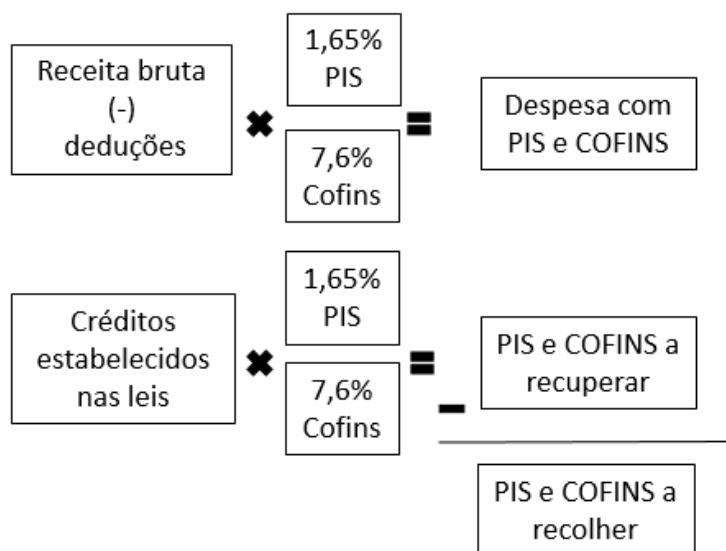 Receita bruta
(-)
deduções
1,65%
PIS
7,6%
Cofins
Despesa com
PIS e COFINS
Créditos
estabelecidos
nas leis
1,65%
PIS
7,6%
Cofins
PIS e COFINS a
recuperar
PIS e COFINS a
recolher